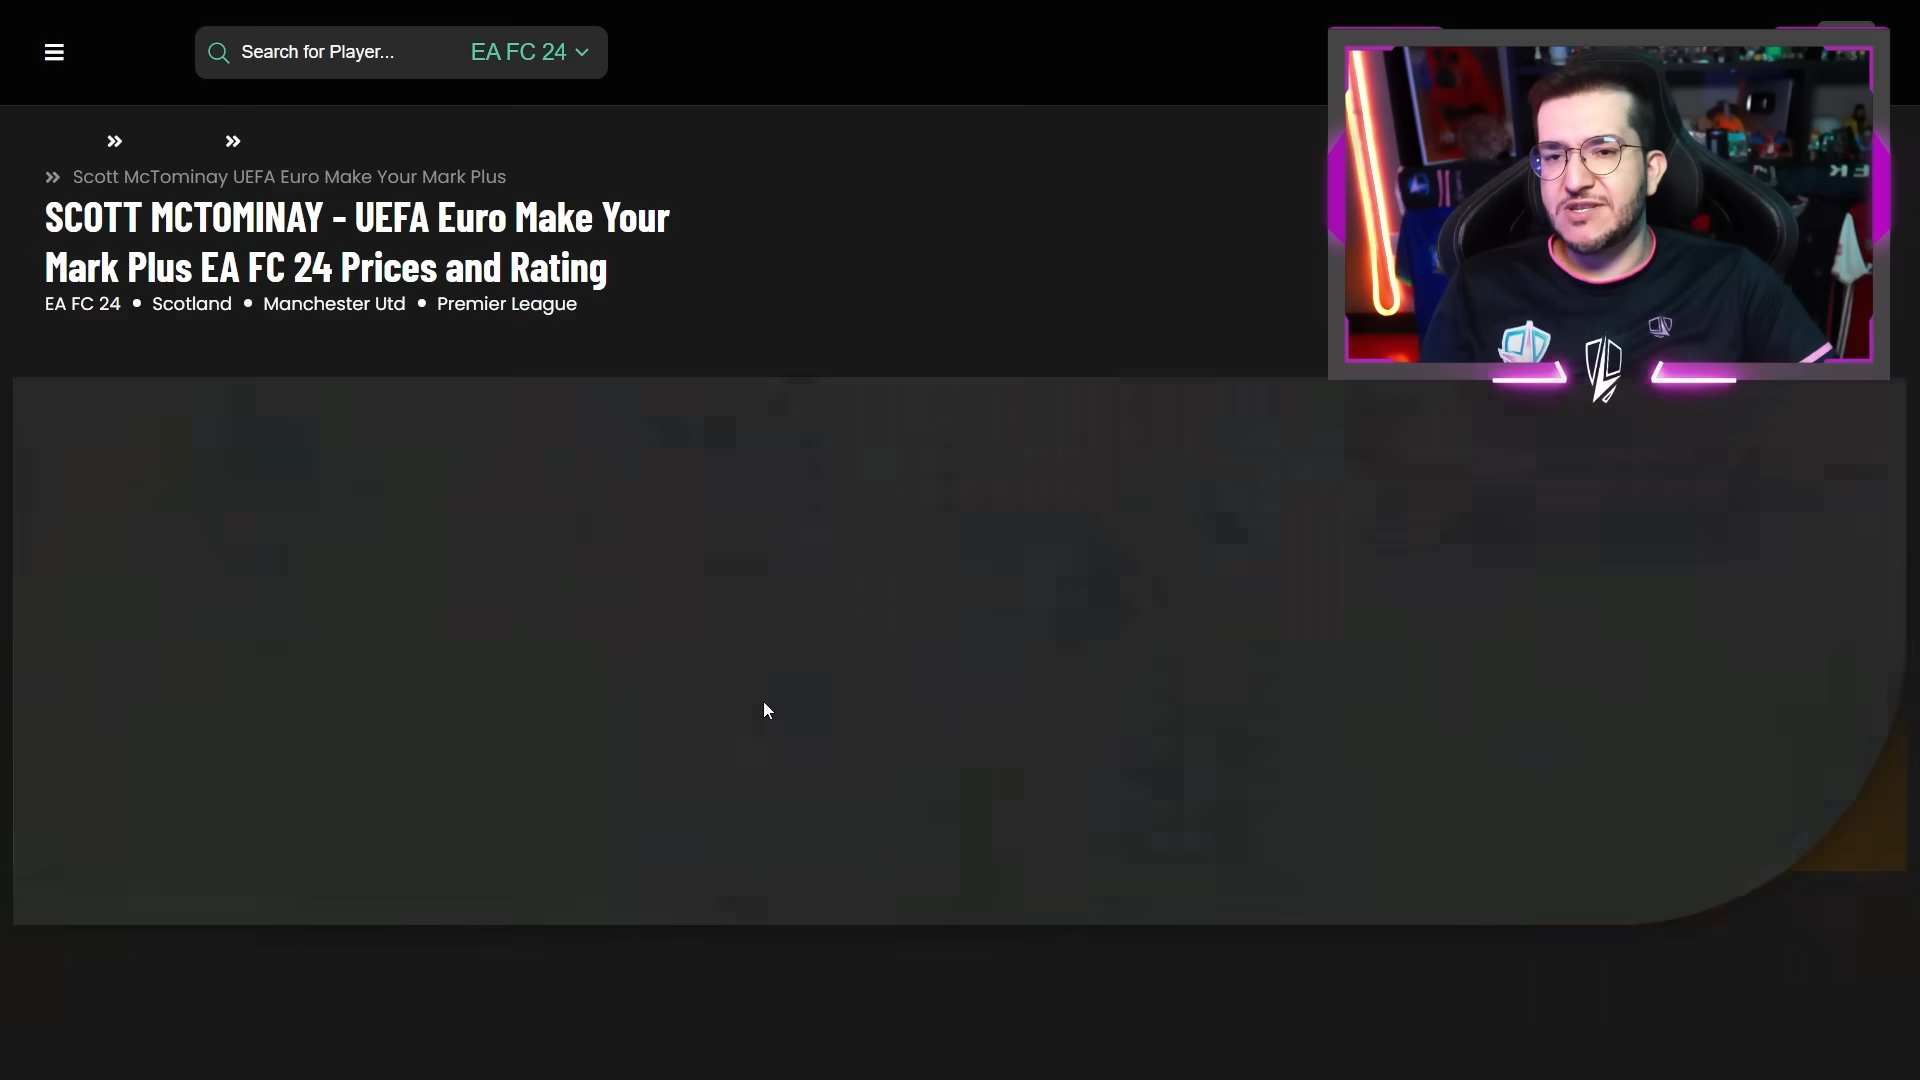 Search for Player...
EA FC 24
Scott McTominay UEFA Euro Make Your Mark Plus
SCOTT MCTOMINAY - UEFA Euro Make Your
Mark Plus EA FC 24 Prices and Rating
EA FC 24 • Scotland • Manchester Utd • Premier League